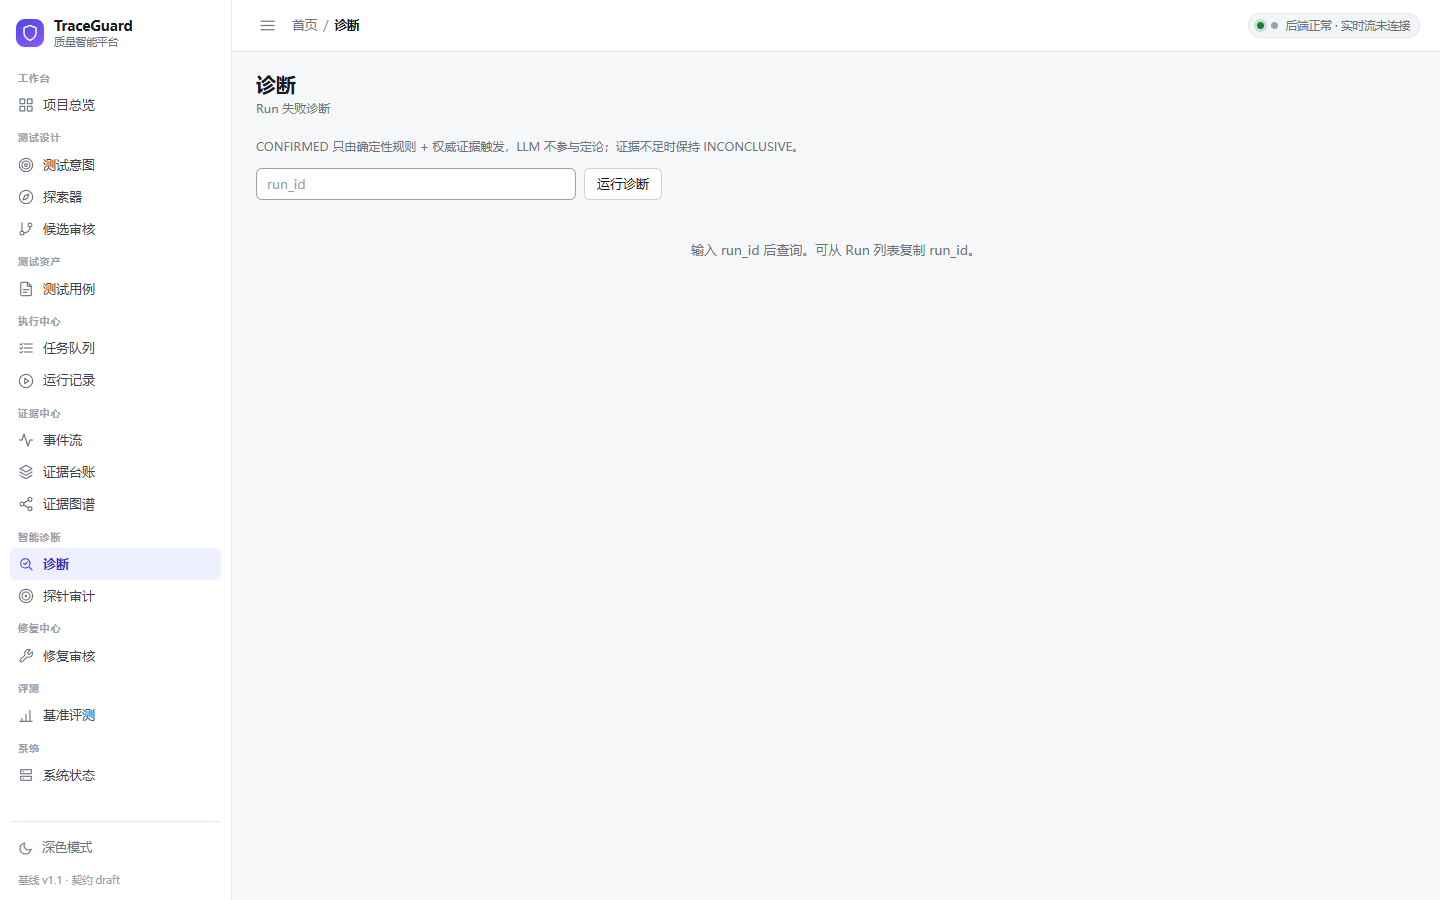 TraceGuard
质量智能平台
工作台
项目总览
测试设计
测试意图
探索器
候选审核
测试资产
测试用例
执行中心
任务队列
运行记录
证据中心
事件流
证据台账
证据图谱
智能诊断
诊断
探针审计
修复中心
修复审核
评测
基准评测
系统
系统状态
深色模式
基线 v1.1 · 契约 draft
首页 / 诊断
后端正常 · 实时流未连接
诊断
Run 失败诊断
CONFIRMED 只由确定性规则 + 权威证据触发，LLM 不参与定论；证据不足时保持 INCONCLUSIVE。
run_id
运行诊断
输入 run_id 后查询。可从 Run 列表复制 run_id。